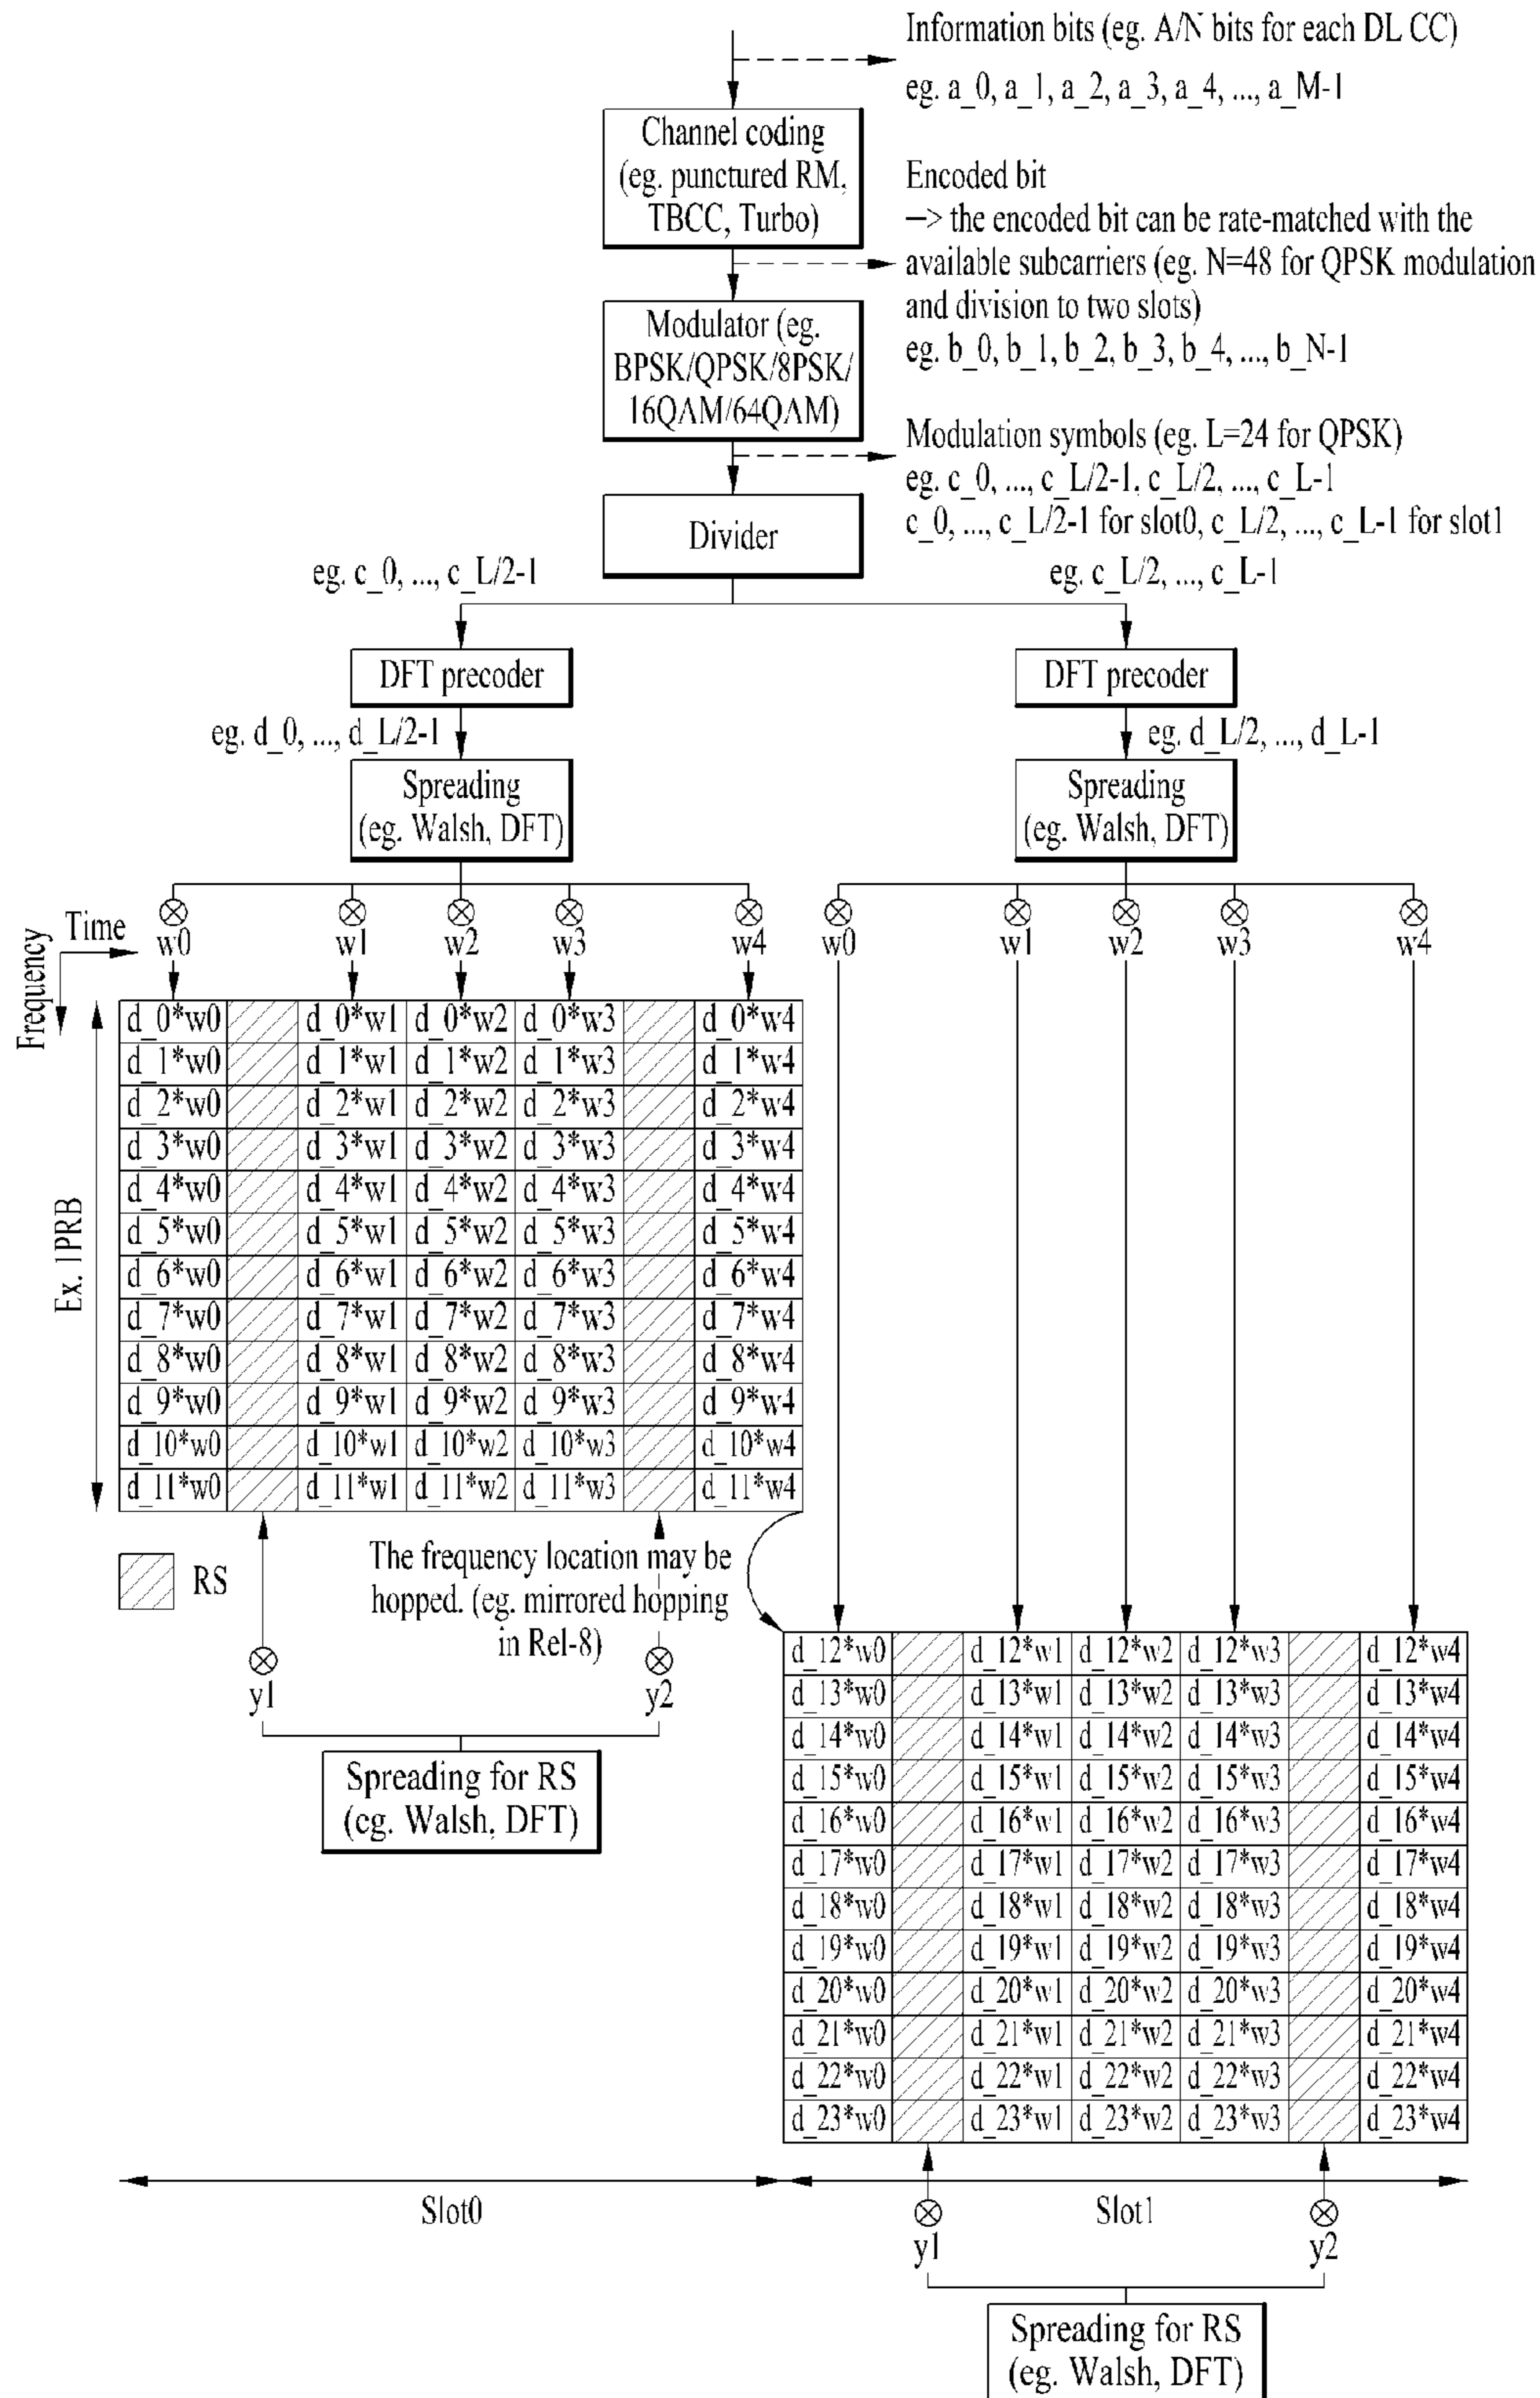 Information bits (eg. A/N bits for each DL CC)
eg. a_0, a_1, a_2, a_3, a_4, ..., a_M-1
Channel coding
(eg. punctured RM,
TBCC, Turbo)
Encoded bit
—> the encoded bit can be rate-matched with the
available subcarriers (eg. N=48 for QPSK modulation
and division to two slots)
eg. b_0, b_1, b_2, b_3, b_4, ..., b_N-1
Modulator (eg.
BPSK/QPSK/8PSK/
16QAM/64QAM)
Modulation symbols (eg. L=24 for QPSK)
eg. c_0, ..., c_L/2-1, c_L/2, ..., c_L-1
c_0, ..., c_L/2-1 for slot0, c_L/2, ..., c_L-1 for slot1
Divider
eg. c_0, ..., c_L/2-1
eg. c_L/2, ..., c_L-1
DFT precoder
DFT precoder
eg. d_0, ..., d_L/2-1
eg. d_L/2, ..., d_L-1
Spreading
(eg. Walsh, DFT)
Spreading
(eg. Walsh, DFT)
Time
Frequency
w0 w1 w2 w3 w4
w0 w1 w2 w3 w4
Ex. 1PRB
d_0*w0 d_0*w1 d_0*w2 d_0*w3 d_0*w4
d_1*w0 d_1*w1 d_1*w2 d_1*w3 d_1*w4
d_2*w0 d_2*w1 d_2*w2 d_2*w3 d_2*w4
d_3*w0 d_3*w1 d_3*w2 d_3*w3 d_3*w4
d_4*w0 d_4*w1 d_4*w2 d_4*w3 d_4*w4
d_5*w0 d_5*w1 d_5*w2 d_5*w3 d_5*w4
d_6*w0 d_6*w1 d_6*w2 d_6*w3 d_6*w4
d_7*w0 d_7*w1 d_7*w2 d_7*w3 d_7*w4
d_8*w0 d_8*w1 d_8*w2 d_8*w3 d_8*w4
d_9*w0 d_9*w1 d_9*w2 d_9*w3 d_9*w4
d_10*w0 d_10*w1 d_10*w2 d_10*w3 d_10*w4
d_11*w0 d_11*w1 d_11*w2 d_11*w3 d_11*w4
RS
The frequency location may be
hopped. (eg. mirrored hopping
in Rel-8)
y1 y2
Spreading for RS
(eg. Walsh, DFT)
d_12*w0 d_12*w1 d_12*w2 d_12*w3 d_12*w4
d_13*w0 d_13*w1 d_13*w2 d_13*w3 d_13*w4
d_14*w0 d_14*w1 d_14*w2 d_14*w3 d_14*w4
d_15*w0 d_15*w1 d_15*w2 d_15*w3 d_15*w4
d_16*w0 d_16*w1 d_16*w2 d_16*w3 d_16*w4
d_17*w0 d_17*w1 d_17*w2 d_17*w3 d_17*w4
d_18*w0 d_18*w1 d_18*w2 d_18*w3 d_18*w4
d_19*w0 d_19*w1 d_19*w2 d_19*w3 d_19*w4
d_20*w0 d_20*w1 d_20*w2 d_20*w3 d_20*w4
d_21*w0 d_21*w1 d_21*w2 d_21*w3 d_21*w4
d_22*w0 d_22*w1 d_22*w2 d_22*w3 d_22*w4
d_23*w0 d_23*w1 d_23*w2 d_23*w3 d_23*w4
Slot0
Slot1
y1 y2
Spreading for RS
(eg. Walsh, DFT)